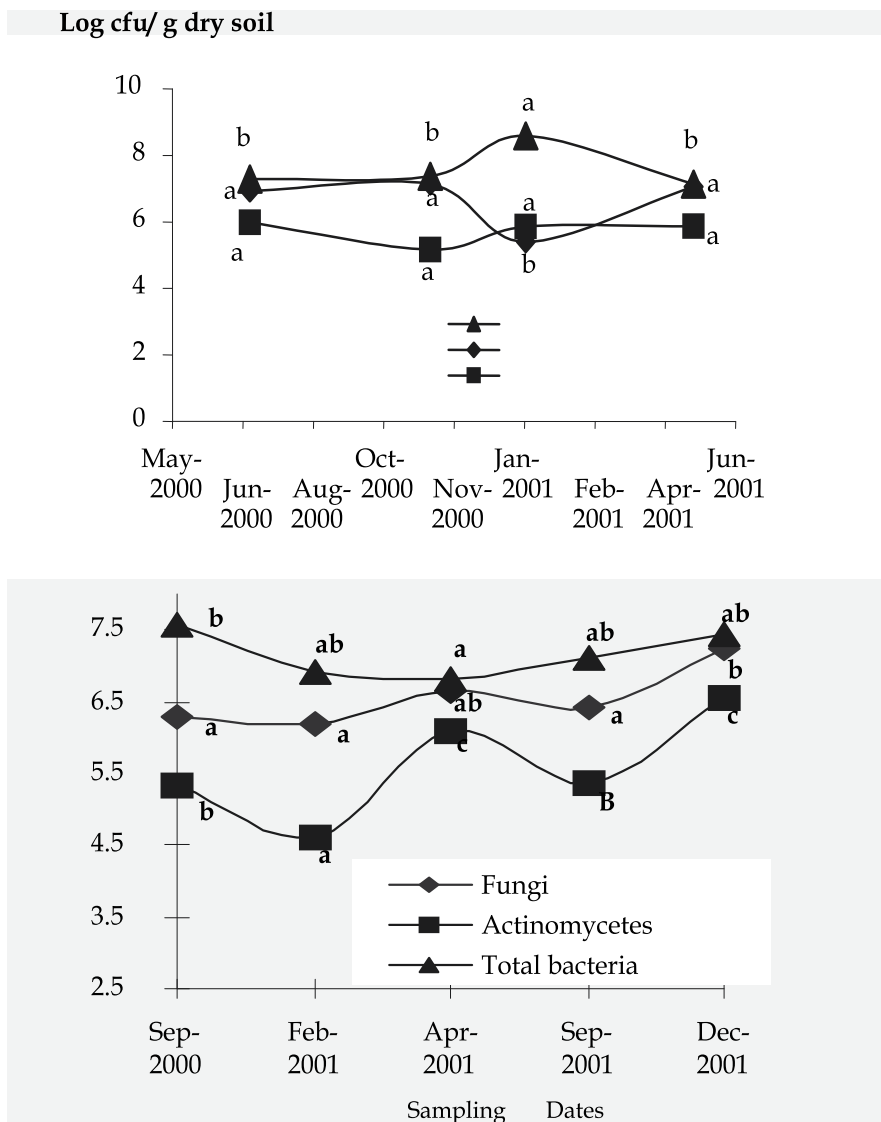 Log cfu/ g dry soil
10
a
b
b
b
8
a
a
a
a
6
a
a
b
a
4
2
0
May-2000
Jun-2000
Aug-2000
Oct-2000
Nov-2000
Jan-2001
Feb-2001
Apr-2001
Jun-2001
7.5
b
ab
a
ab
ab
6.5
a
a
ab
a
b
5.5
b
a
c
B
c
4.5
3.5
2.5
Fungi
Actinomycetes
Total bacteria
Sep-2000
Feb-2001
Apr-2001
Sep-2001
Dec-2001
Sampling Dates